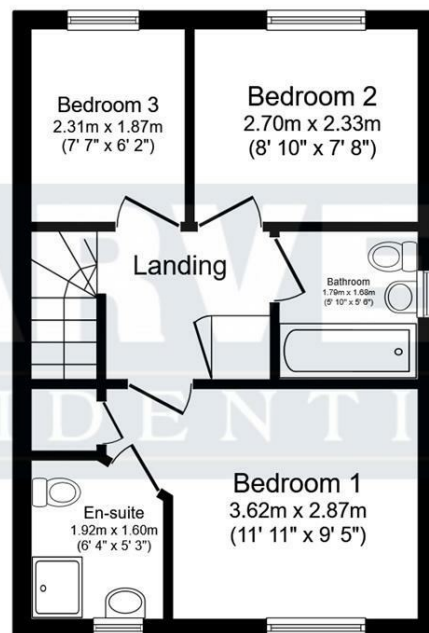 Bedroom 3
2.31m x 1.87m
(7' 7" x 6' 2")
Bedroom 2
2.70m x 2.33m
(8' 10" x 7' 8")
Landing
Bathroom
1.79m x 1.68m
(5' 10" x 5' 6")
Bedroom 1
3.62m x 2.87m
(11' 11" x 9' 5")
En-suite
1.92m x 1.60m
(6' 4" x 5' 3")